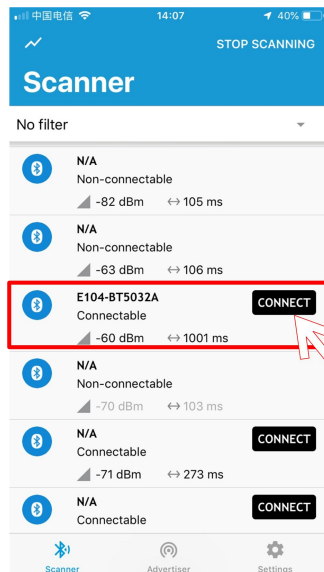 中国电信 14:07 40%
STOP SCANNING
Scanner
No filter
N/A
Non-connectable
-82 dBm ↔ 105 ms
N/A
Non-connectable
-63 dBm ↔ 106 ms
E104-BT5032A CONNECT
Connectable
-60 dBm ↔ 1001 ms
N/A
Non-connectable
-70 dBm ↔ 103 ms
N/A CONNECT
Connectable
-71 dBm ↔ 273 ms
N/A CONNECT
Connectable
Scanner Advertiser Settings